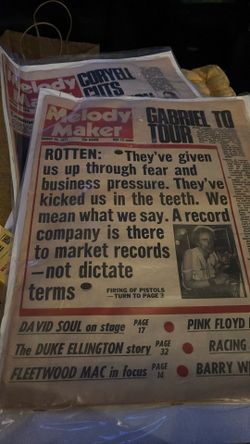 Melody
Maker
CORYELL
CUTS
Melody
Maker
GABRIEL TO
TOUR
ROTTEN: They've given
us up through fear and
business pressure. They've
kicked us in the teeth. We
mean what we say. A record
company is there
to market records
—not dictate
terms
FIRING OF PISTOLS
—TURN TO PAGE 3
DAVID SOUL on stage PAGE 17
PINK FLOYD
The DUKE ELLINGTON story PAGE 32
RACING
FLEETWOOD MAC in focus PAGE 14
BARRY